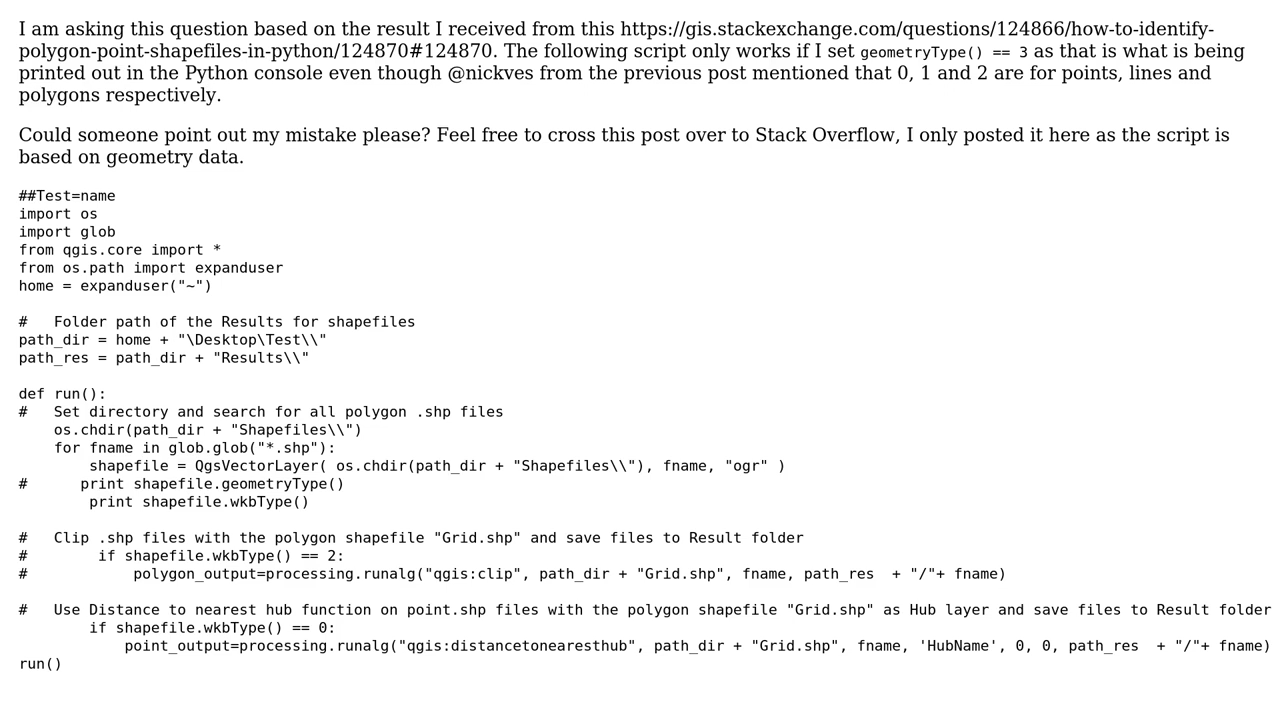 I am asking this question based on the result I received from this https://gis.stackexchange.com/questions/124866/how-to-identify-
polygon-point-shapefiles-in-python/124870#124870. The following script only works if I set geometryType() == 3 as that is what is being
printed out in the Python console even though @nickves from the previous post mentioned that 0, 1 and 2 are for points, lines and
polygons respectively.
Could someone point out my mistake please? Feel free to cross this post over to Stack Overflow, I only posted it here as the script is
based on geometry data.
##Test=name
import os
import glob
from qgis.core import *
from os.path import expanduser
home = expanduser("~")
#   Folder path of the Results for shapefiles
path_dir = home + "\Desktop\Test\\"
path_res = path_dir + "Results\\"
def run():
#   Set directory and search for all polygon .shp files
    os.chdir(path_dir + "Shapefiles\\")
    for fname in glob.glob("*.shp"):
        shapefile = QgsVectorLayer( os.chdir(path_dir + "Shapefiles\\"), fname, "ogr" )
#      print shapefile.geometryType()
        print shapefile.wkbType()
#   Clip .shp files with the polygon shapefile "Grid.shp" and save files to Result folder
#        if shapefile.wkbType() == 2:
#            polygon_output=processing.runalg("qgis:clip", path_dir + "Grid.shp", fname, path_res  + "/"+ fname)
#   Use Distance to nearest hub function on point.shp files with the polygon shapefile "Grid.shp" as Hub layer and save files to Result folder
        if shapefile.wkbType() == 0:
            point_output=processing.runalg("qgis:distancetonearesthub", path_dir + "Grid.shp", fname, 'HubName', 0, 0, path_res  + "/"+ fname)
run()